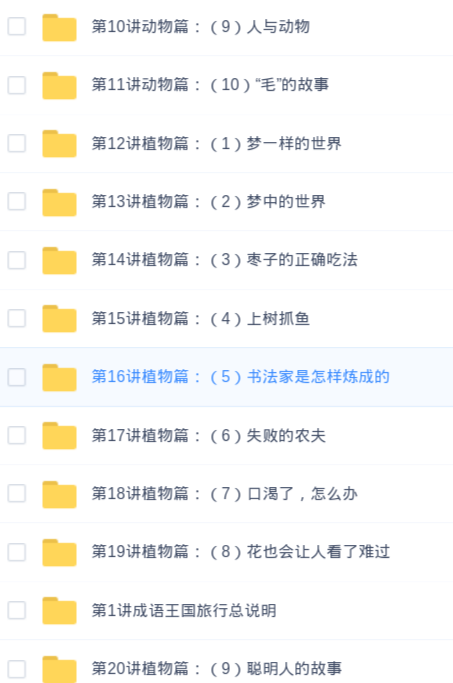 第10讲动物篇：（9）人与动物
第11讲动物篇：（10）“毛”的故事
第12讲植物篇：（1）梦一样的世界
第13讲植物篇：（2）梦中的世界
第14讲植物篇：（3）枣子的正确吃法
第15讲植物篇：（4）上树抓鱼
第16讲植物篇：（5）书法家是怎样炼成的
第17讲植物篇：（6）失败的农夫
第18讲植物篇：（7）口渴了，怎么办
第19讲植物篇：（8）花也会让人看了难过
第1讲成语王国旅行总说明
第20讲植物篇：（9）聪明人的故事